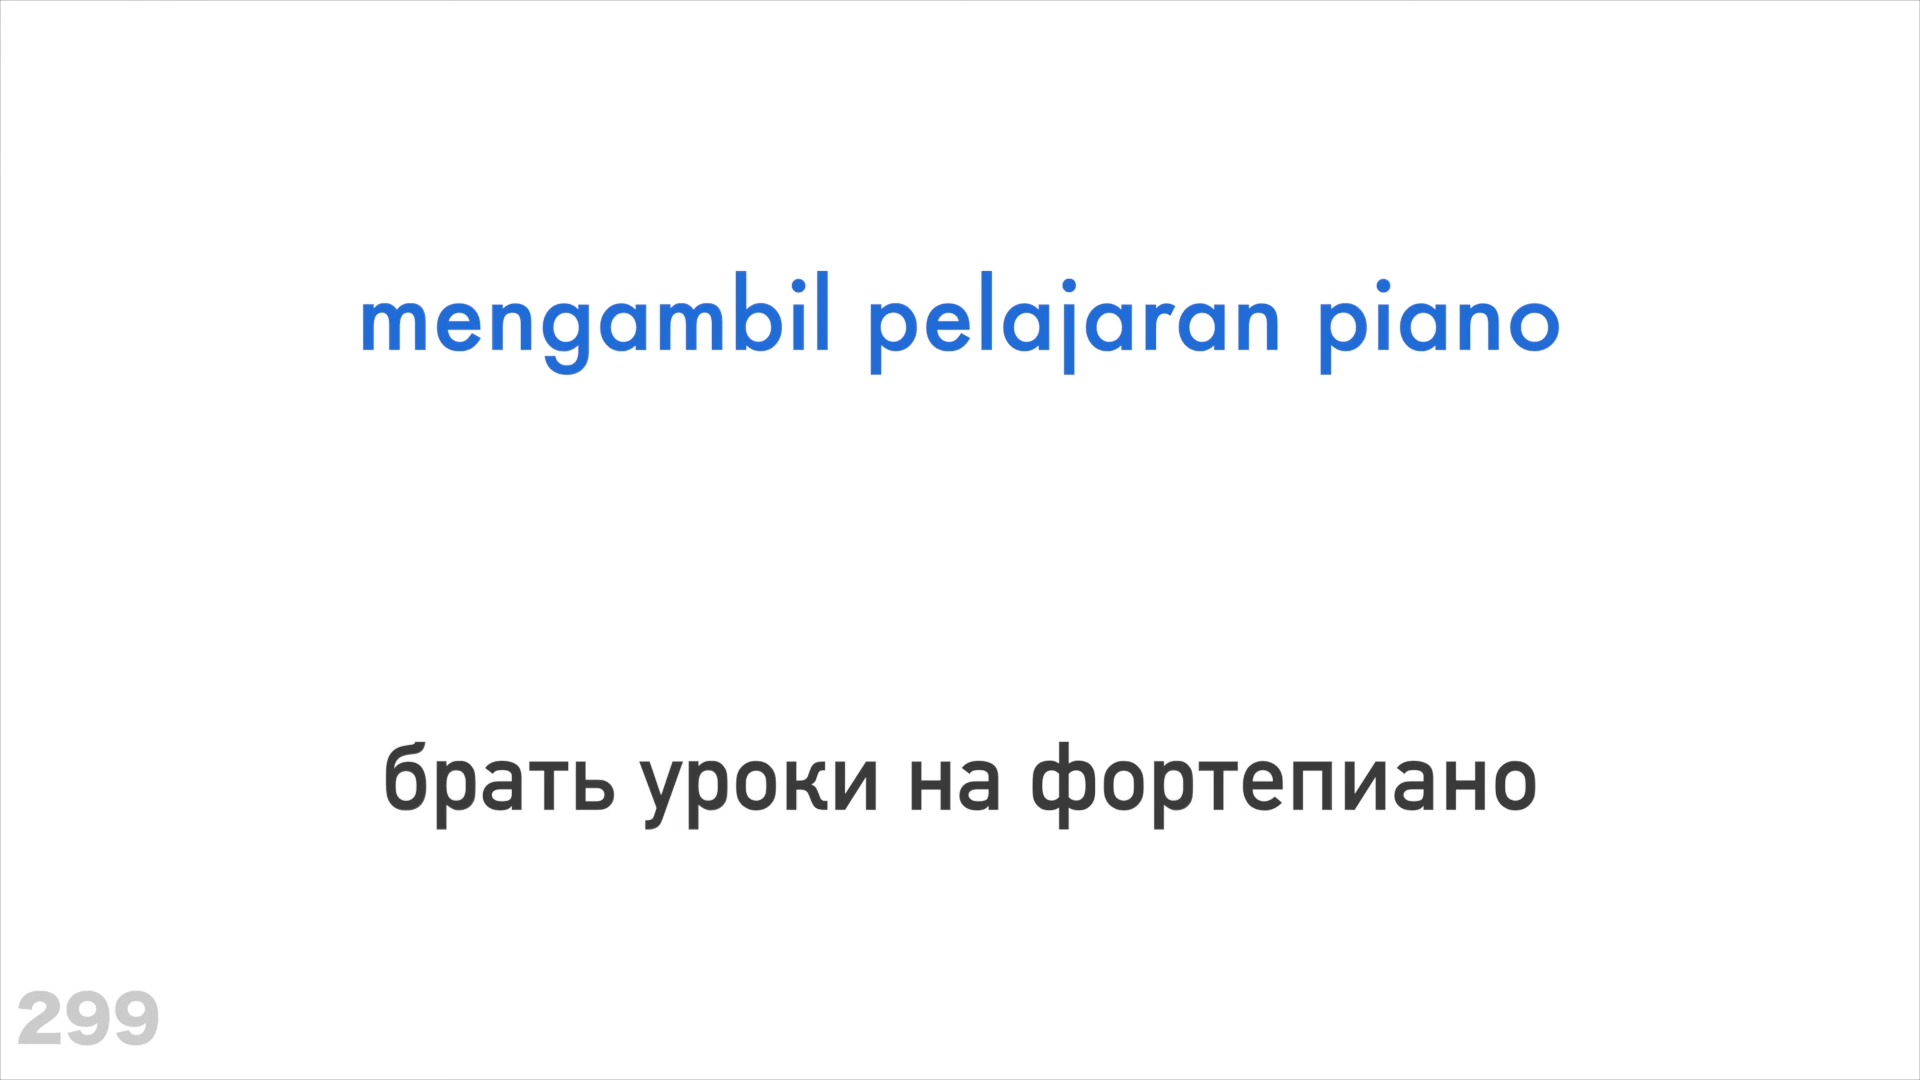 mengambil pelajaran piano
брать уроки на фортепиано
299